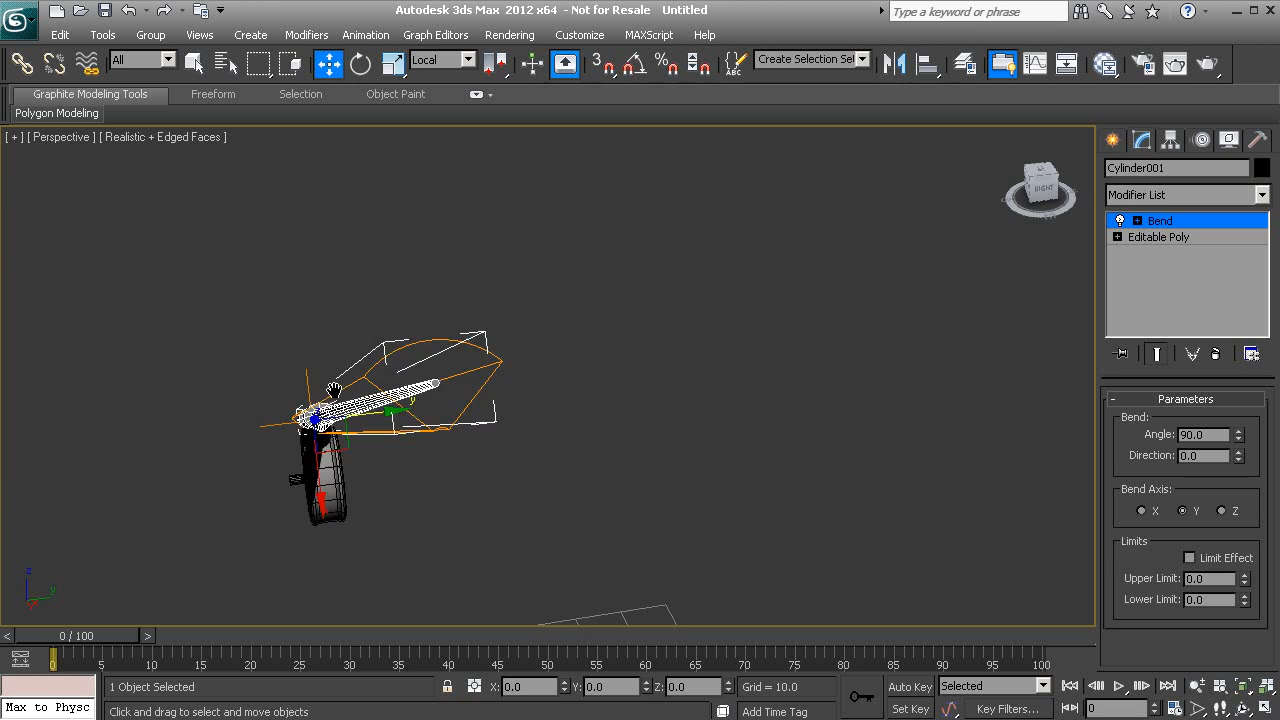 Autodesk 3ds Max 2012 x64 - Not for Resale Untitled
Type a keyword or phrase
Edit Tools Group Views Create Modifiers Animation Graph Editors Rendering Customize MAXScript Help
All Local 3 Create Selection Se
Graphite Modeling Tools Freeform Selection Object Paint
Polygon Modeling
[ + ] [ Perspective ] [ Realistic + Edged Faces ]
RIGHT
Cylinder001
Modifier List
Bend
Editable Poly
Parameters
Bend:
Angle: 90.0
Direction: 0.0
Bend Axis:
X Y Z
Limits
Limit Effect
Upper Limit: 0.0
Lower Limit: 0.0
z
y
x
< 0 / 100 >
0 5 10 15 20 25 30 35 40 45 50 55 60 65 70 75 80 85 90 95 100
1 Object Selected X: 0.0 Y: 0.0 Z: 0.0 Grid = 10.0 Auto Key Selected
Max to Physc Click and drag to select and move objects Add Time Tag Set Key Key Filters... 0